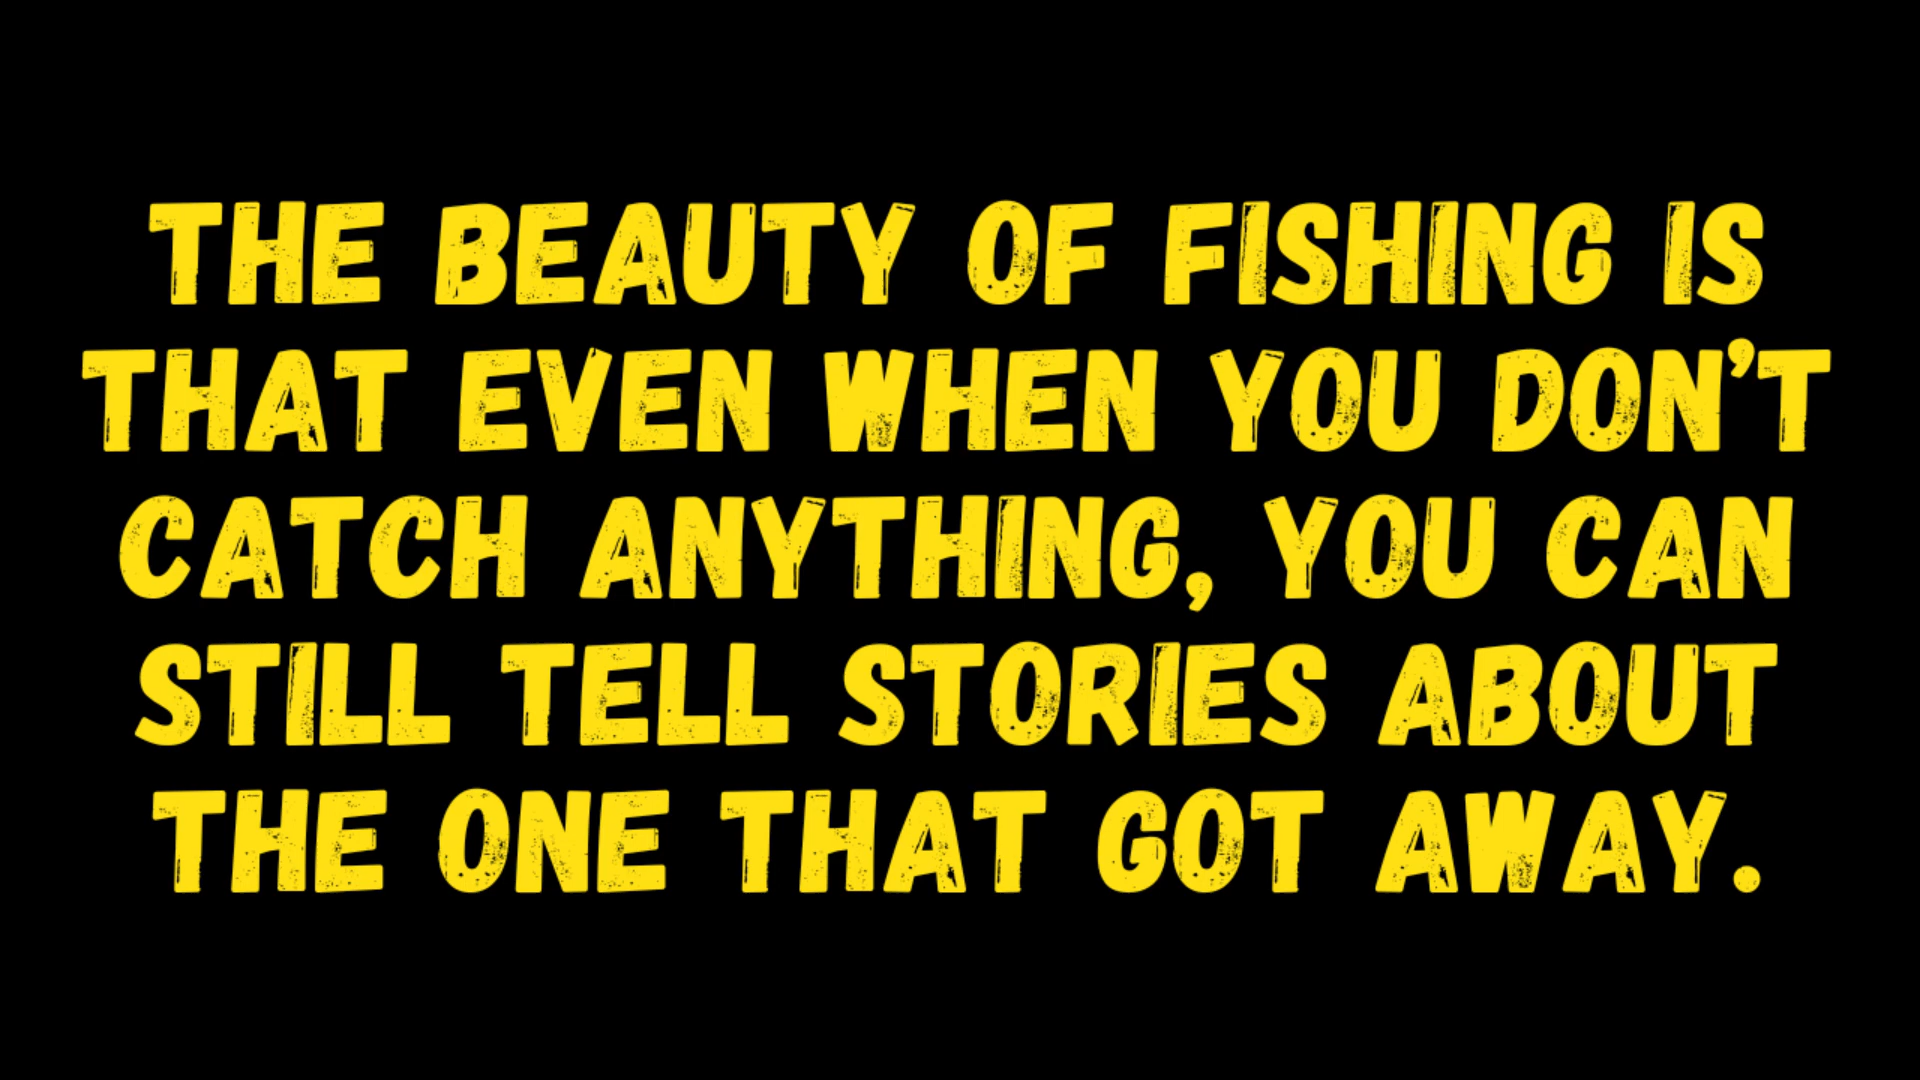 THE BEAUTY OF FISHING IS
THAT EVEN WHEN YOU DON’T
CATCH ANYTHING, YOU CAN
STILL TELL STORIES ABOUT
THE ONE THAT GOT AWAY.